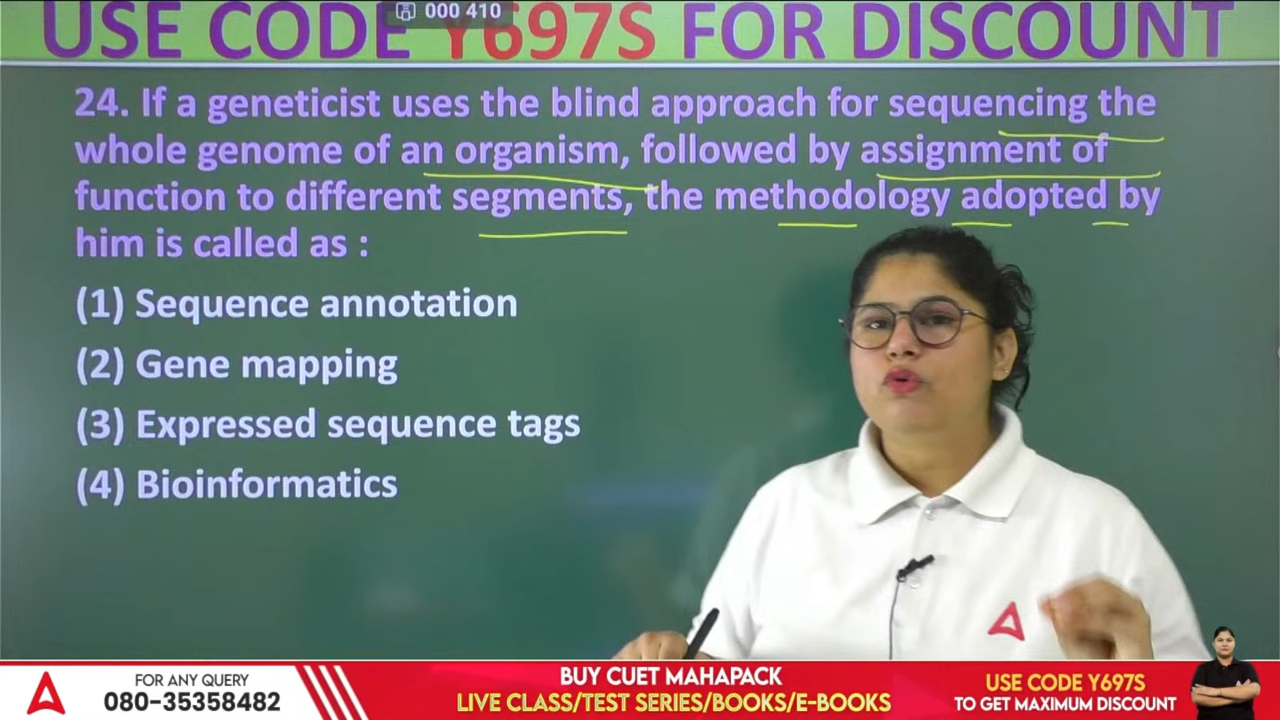 USE CODE Y697S FOR DISCOUNT
000 410
24. If a geneticist uses the blind approach for sequencing the
whole genome of an organism, followed by assignment of
function to different segments, the methodology adopted by
him is called as :
(1) Sequence annotation
(2) Gene mapping
(3) Expressed sequence tags
(4) Bioinformatics
FOR ANY QUERY
080-35358482
BUY CUET MAHAPACK
LIVE CLASS/TEST SERIES/BOOKS/E-BOOKS
USE CODE Y697S
TO GET MAXIMUM DISCOUNT